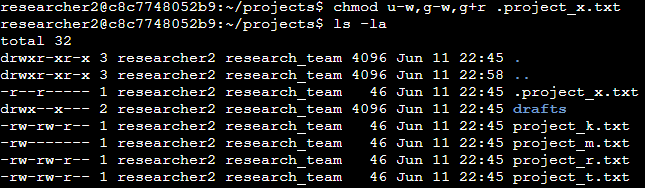 researcher2@c8c7748052b9:~/projects$ chmod u-w,g-w,g+r .project_x.txt
researcher2@c8c7748052b9:~/projects$ ls -la
total 32
drwxr-xr-x 3 researcher2 research_team 4096 Jun 11 22:45 .
drwxr-xr-x 3 researcher2 research_team 4096 Jun 11 22:58 ..
-r--r----- 1 researcher2 research_team   46 Jun 11 22:45 .project_x.txt
drwx--x--- 2 researcher2 research_team 4096 Jun 11 22:45 drafts
-rw-rw-r-- 1 researcher2 research_team   46 Jun 11 22:45 project_k.txt
-rw------- 1 researcher2 research_team   46 Jun 11 22:45 project_m.txt
-rw-rw-r-- 1 researcher2 research_team   46 Jun 11 22:45 project_r.txt
-rw-rw-r-- 1 researcher2 research_team   46 Jun 11 22:45 project_t.txt